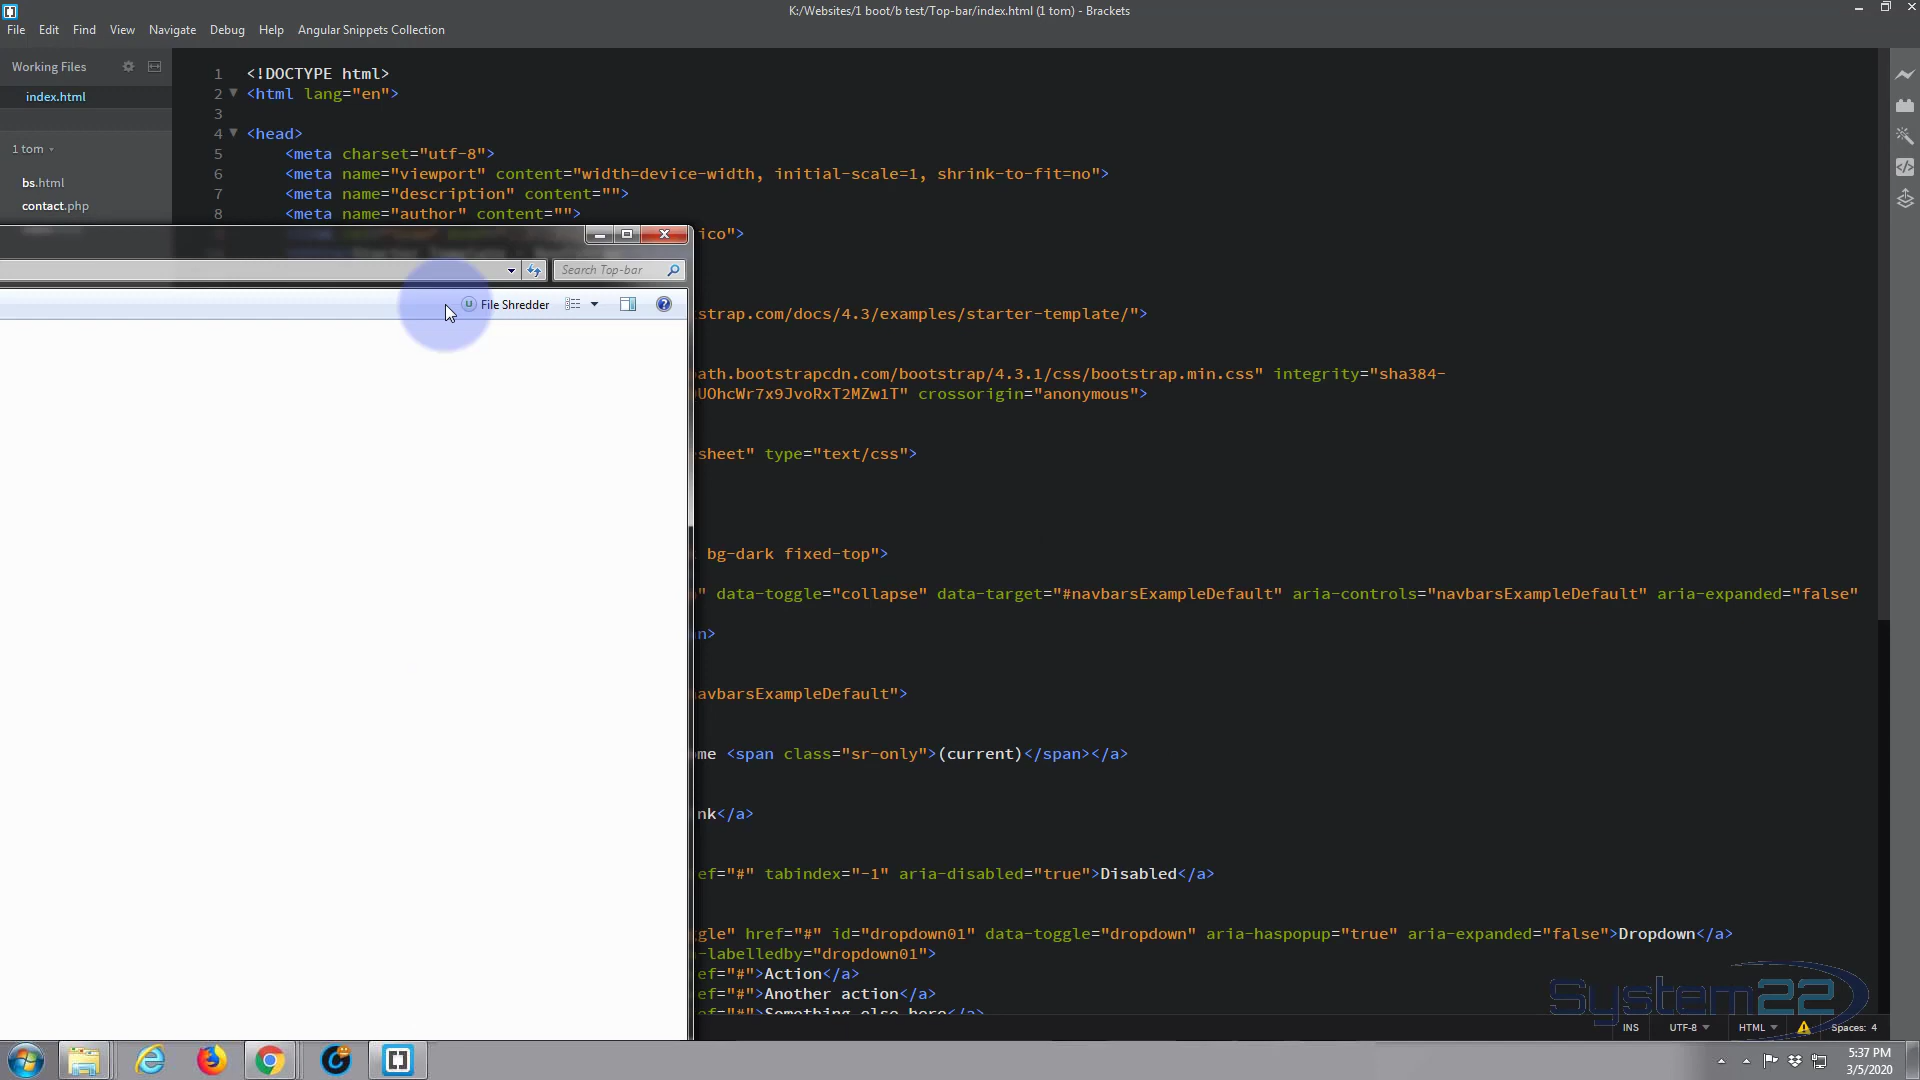 K:/Websites/1 boot/b test/Top-bar/index.html (1 tom) - Brackets
File Edit Find View Navigate Debug Help Angular Snippets Collection
Working Files
index.html
1 tom
bs.html
contact.php
1 <!DOCTYPE html>
2 <html lang="en">
3
4 <head>
5 <meta charset="utf-8">
6 <meta name="viewport" content="width=device-width, initial-scale=1, shrink-to-fit=no">
7 <meta name="description" content="">
8 <meta name="author" content="">
ico">
Search Top-bar
File Shredder
strap.com/docs/4.3/examples/starter-template/">
ath.bootstrapcdn.com/bootstrap/4.3.1/css/bootstrap.min.css" integrity="sha384-
UOhcWr7x9JvoRxT2MZw1T" crossorigin="anonymous">
sheet" type="text/css">
bg-dark fixed-top">
" data-toggle="collapse" data-target="#navbarsExampleDefault" aria-controls="navbarsExampleDefault" aria-expanded="false"
n>
avbarsExampleDefault">
me <span class="sr-only">(current)</span></a>
nk</a>
ef="#" tabindex="-1" aria-disabled="true">Disabled</a>
ggle" href="#" id="dropdown01" data-toggle="dropdown" aria-haspopup="true" aria-expanded="false">Dropdown</a>
-labelledby="dropdown01">
ef="#">Action</a>
ef="#">Another action</a>
ef="#">Something else here</a>
System22
INS UTF-8 HTML Spaces: 4
5:37 PM
3/5/2020